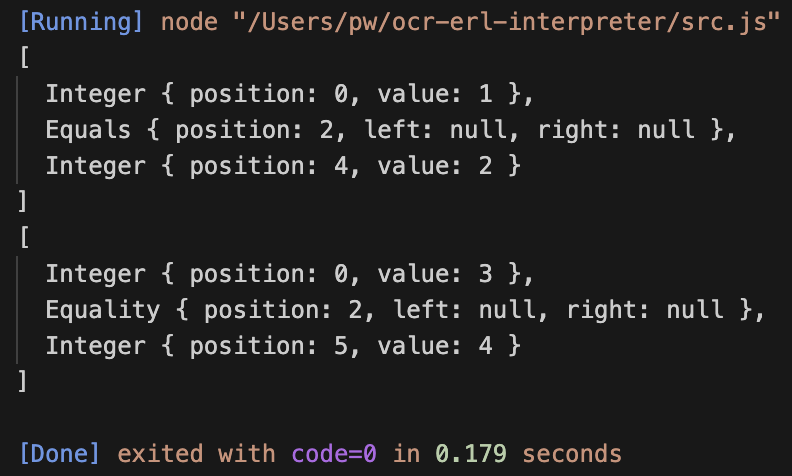 [Running] node "/Users/pw/ocr-erl-interpreter/src.js"
[
  Integer { position: 0, value: 1 },
  Equals { position: 2, left: null, right: null },
  Integer { position: 4, value: 2 }
]
[
  Integer { position: 0, value: 3 },
  Equality { position: 2, left: null, right: null },
  Integer { position: 5, value: 4 }
]

[Done] exited with code=0 in 0.179 seconds